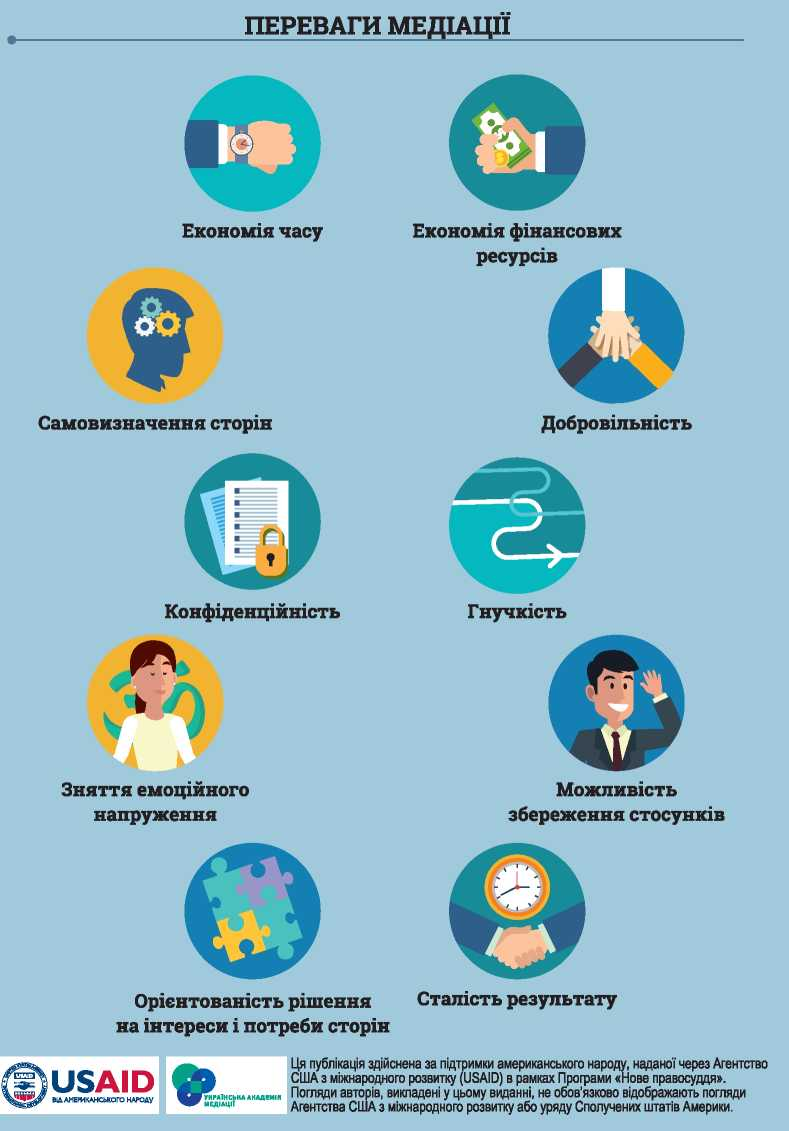 ПЕРЕВАГИ МЕДІАЦІЇ
Економія часу
Економія фінансових
ресурсів
Самовизначення сторін
Добровільність
Конфіденційність
Гнучкість
Зняття емоційного
напруження
Можливість
збереження стосунків
Орієнтованість рішення
на інтереси і потреби сторін
Сталість результату
USAID
USAID
ВІД АМЕРИКАНСЬКОГО НАРОДУ
УКРАЇНСЬКА АКАДЕМІЯ
МЕДІАЦІЇ
Ця публікація здійснена за підтримки американського народу, наданої через Агентство
США з міжнародного розвитку (USAID) в рамках Програми «Нове правосуддя».
Погляди авторів, викладені у цьому виданні, не обов'язково відображають погляди
Агентства США з міжнародного розвитку або уряду Сполучених штатів Америки.